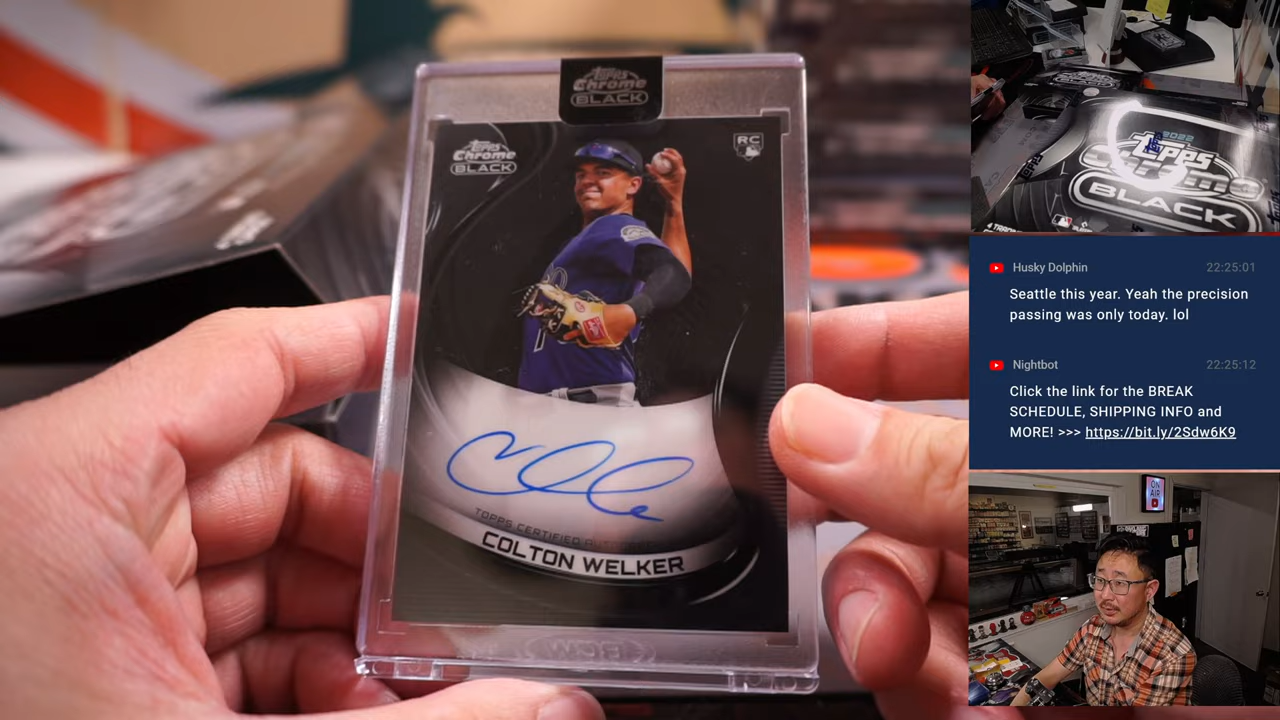 Topps
Chrome
BLACK
Topps
Chrome
BLACK
RC
TOPPS CERTIFIED
COLTON WELKER
2022
Topps
Chrome
BLACK
Husky Dolphin 22:25:01
Seattle this year. Yeah the precision
passing was only today. lol
Nightbot 22:25:12
Click the link for the BREAK
SCHEDULE, SHIPPING INFO and
MORE! >>> https://bit.ly/2Sdw6K9
ON
AIR